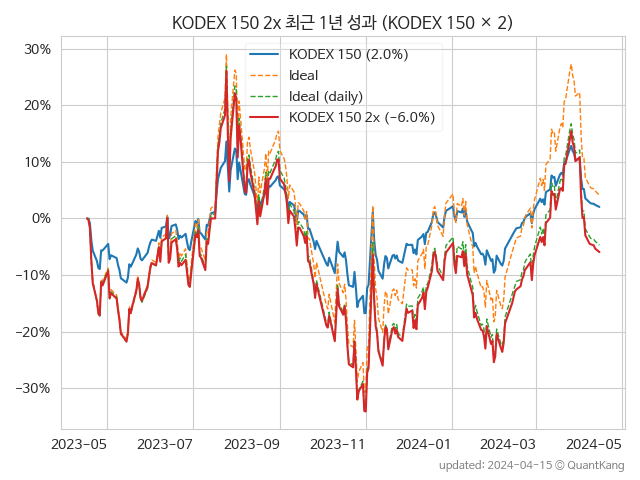 KODEX 150 2x 최근 1년 성과 (KODEX 150 × 2)
KODEX 150 (2.0%)
Ideal
Ideal (daily)
KODEX 150 2x (−6.0%)
30%
20%
10%
0%
−10%
−20%
−30%
2023-05
2023-07
2023-09
2023-11
2024-01
2024-03
2024-05
updated: 2024-04-15 © QuantKang